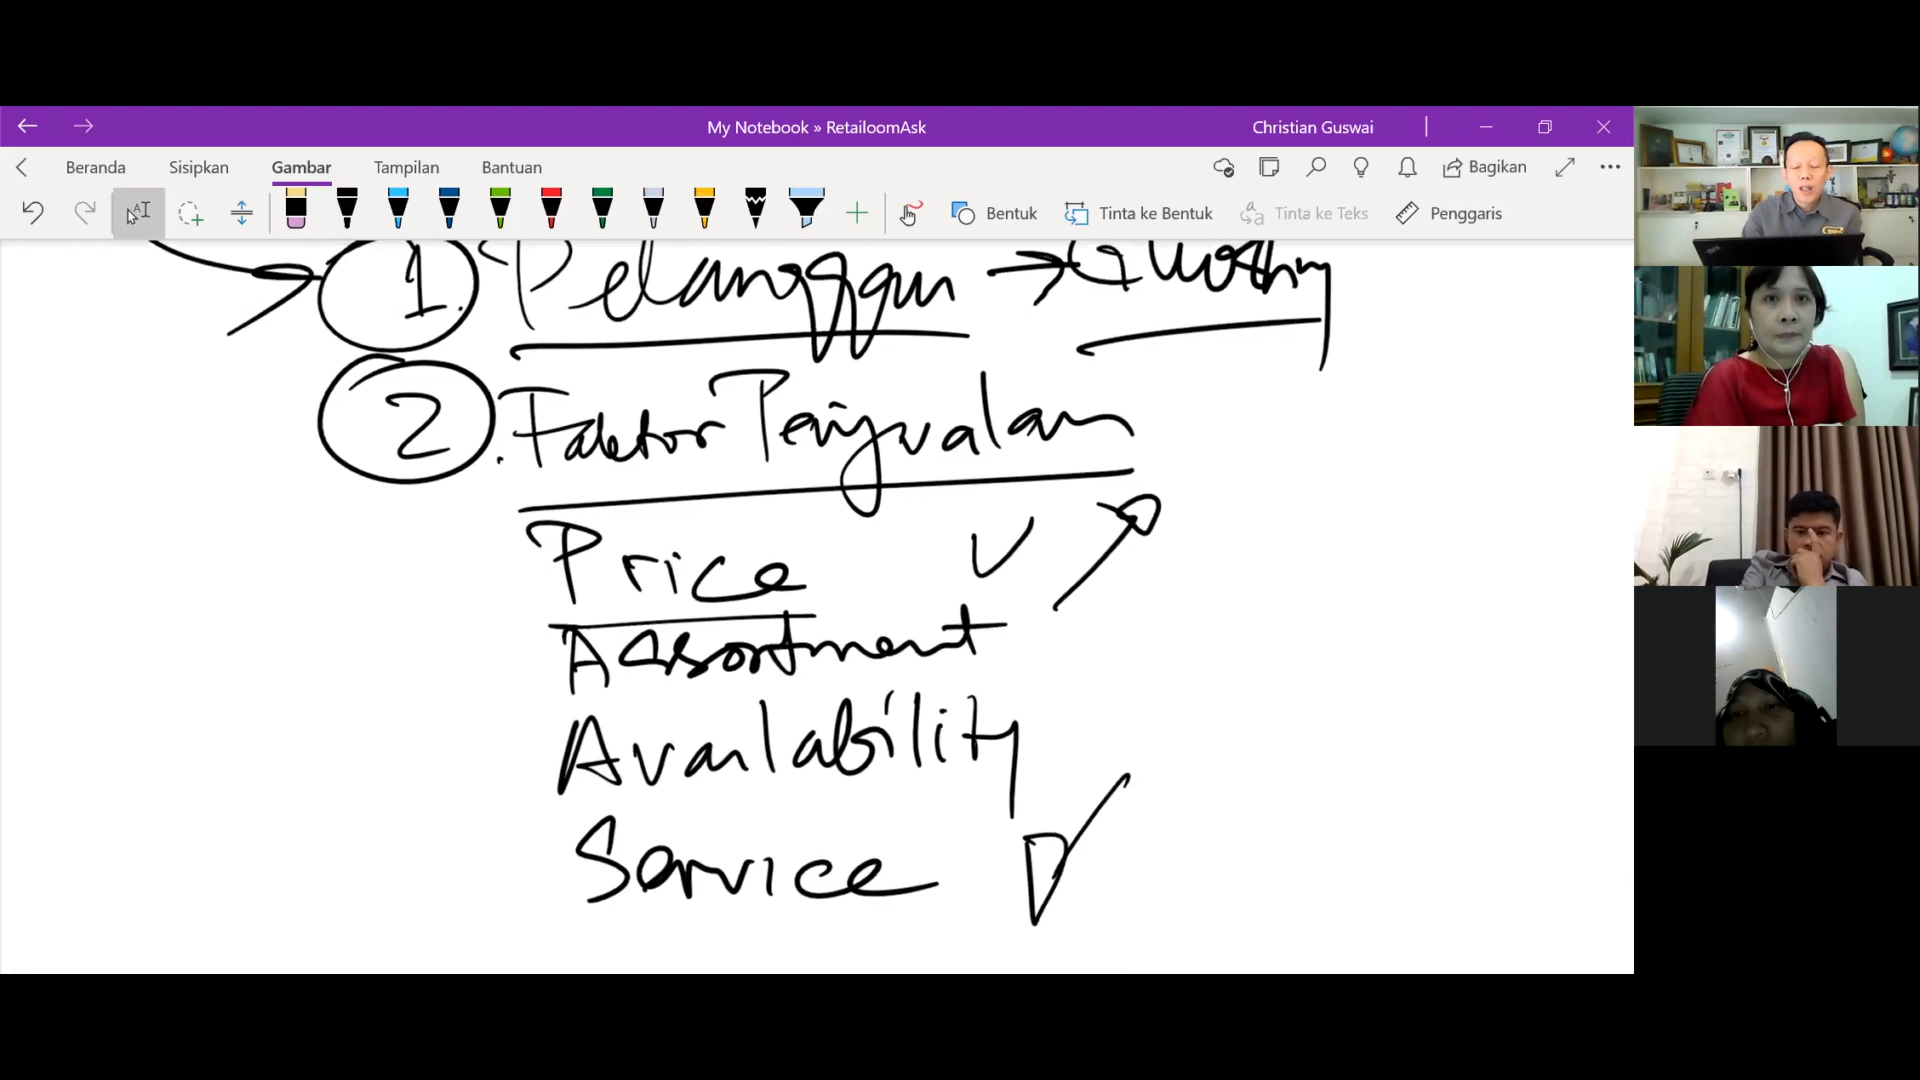 My Notebook » RetailoomAsk
Christian Guswai
Beranda Sisipkan Gambar Tampilan Bantuan
Bagikan
Bentuk Tinta ke Bentuk Tinta ke Teks Penggaris
1. Pelanggan →
2. Faktor Penjualan
Price
Assortment
Availability
Service